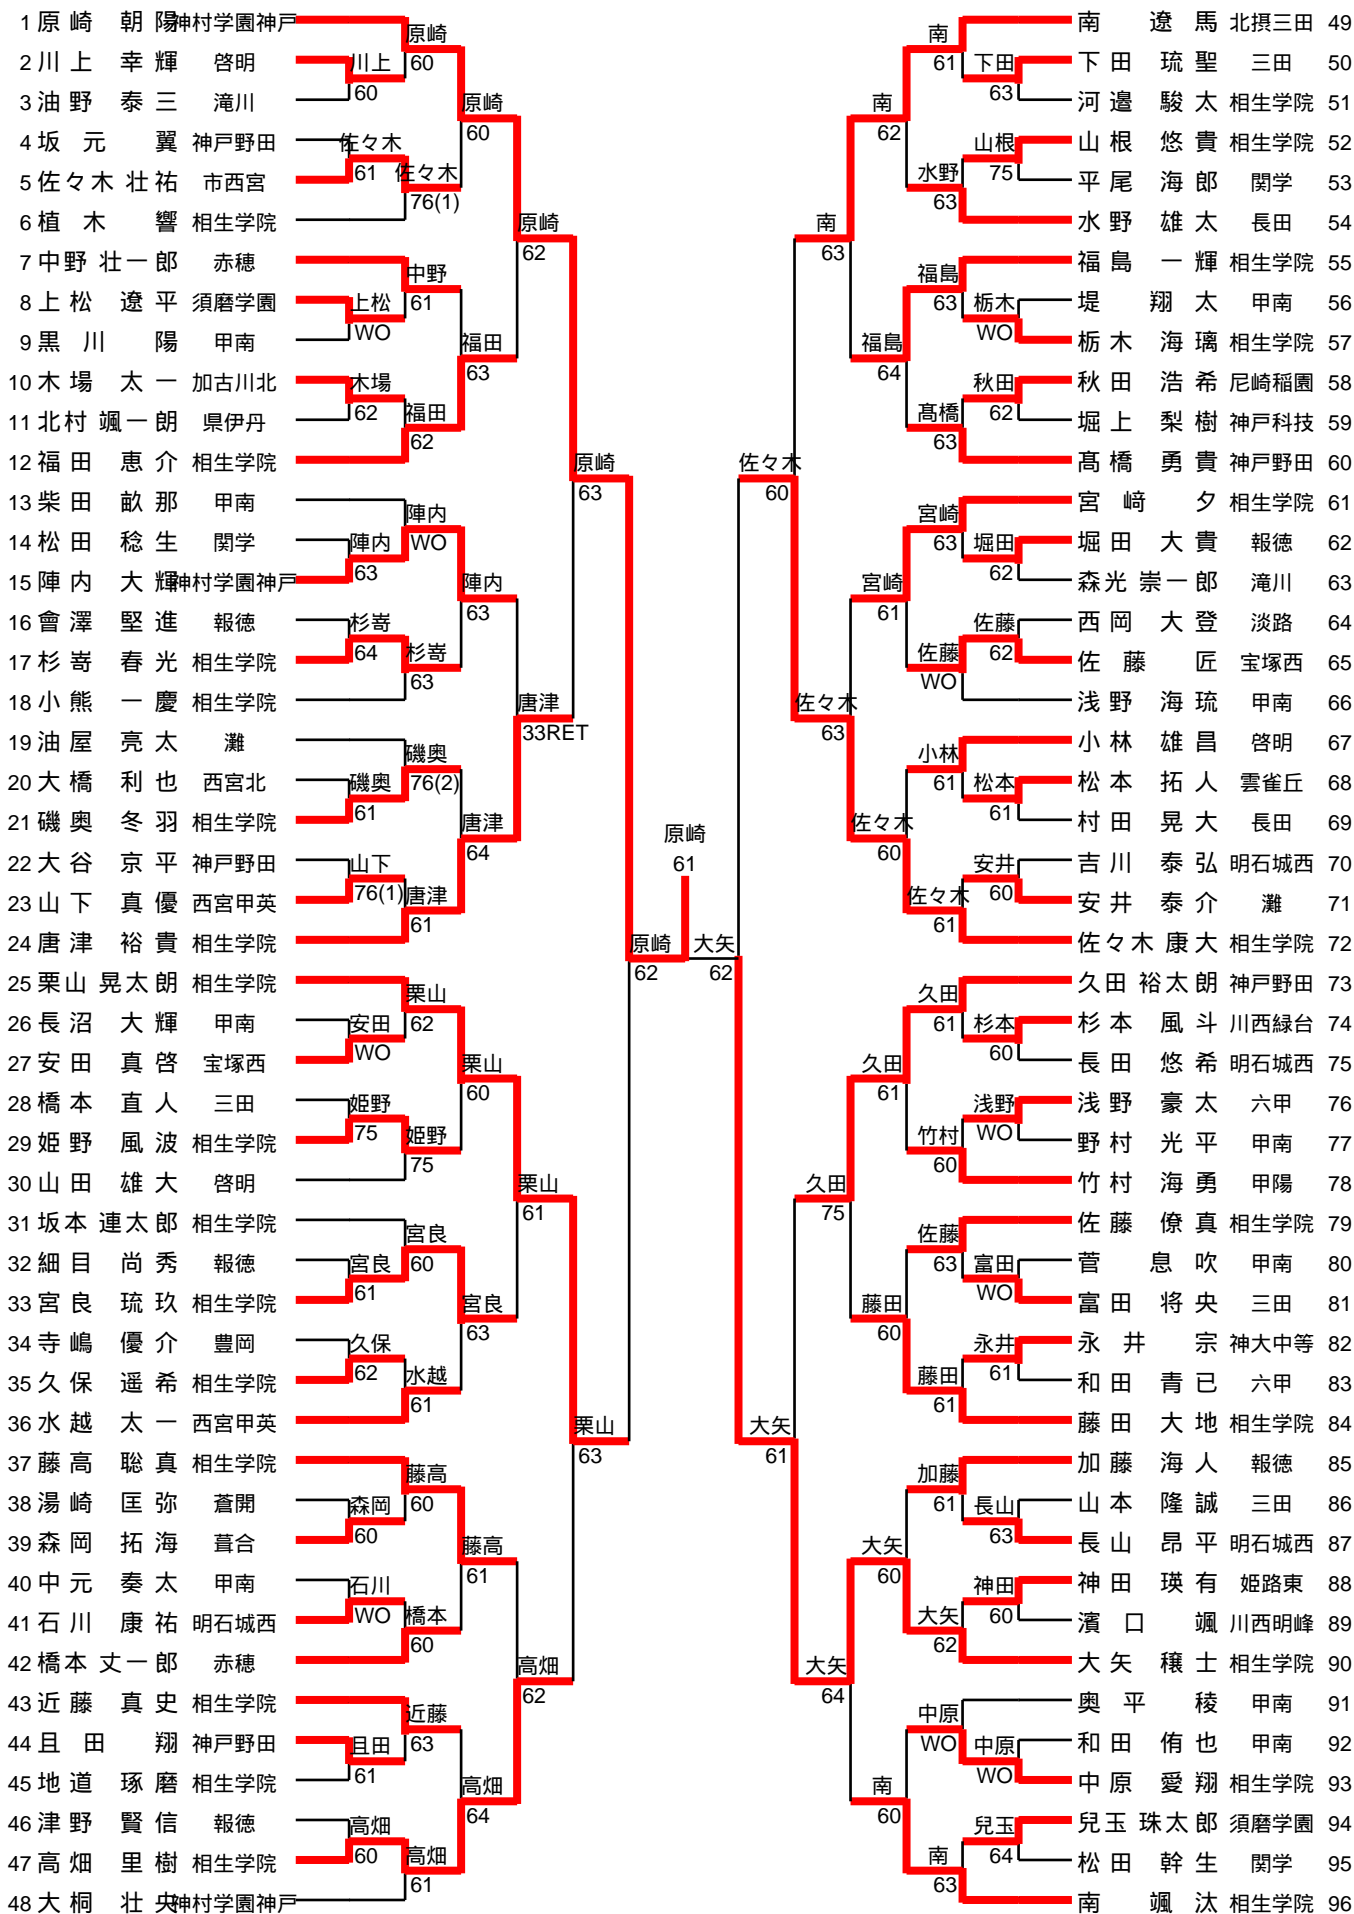 1 原崎 朝陽 神村学園神戸
2 川上 幸輝 啓明
3 油野 泰三 滝川
4 坂元 翼 神戸野田
5 佐々木 壮祐 市西宮
6 植木 響 相生学院
7 中野 壮一郎 赤穂
8 上松 遼平 須磨学園
9 黒川 陽 甲南
10 木場 太一 加古川北
11 北村 颯一朗 県伊丹
12 福田 恵介 相生学院
13 柴田 畝那 甲南
14 松田 稔生 関学
15 陣内 大輝 神村学園神戸
16 會澤 堅進 報徳
17 杉嵜 春光 相生学院
18 小熊 一慶 相生学院
19 油屋 亮太 灘
20 大橋 利也 西宮北
21 磯奥 冬羽 相生学院
22 大谷 京平 神戸野田
23 山下 真優 西宮甲英
24 唐津 裕貴 相生学院
25 栗山 晃太朗 相生学院
26 長沼 大輝 甲南
27 安田 真啓 宝塚西
28 橋本 直人 三田
29 姫野 風波 相生学院
30 山田 雄大 啓明
31 坂本 連太郎 相生学院
32 細目 尚秀 報徳
33 宮良 琉玖 相生学院
34 寺嶋 優介 豊岡
35 久保 遥希 相生学院
36 水越 太一 西宮甲英
37 藤高 聡真 相生学院
38 湯崎 匡弥 蒼開
39 森岡 拓海 葺合
40 中元 奏太 甲南
41 石川 康祐 明石城西
42 橋本 丈一郎 赤穂
43 近藤 真史 相生学院
44 且田 翔 神戸野田
45 地道 琢磨 相生学院
46 津野 賢信 報徳
47 高畑 里樹 相生学院
48 大桐 壮央 神村学園神戸
川上
60
佐々木
61
上松
WO
木場
62
陣内
63
杉嵜
64
磯奥
61
山下
76(1)
安田
WO
姫野
75
宮良
61
久保
62
森岡
60
石川
WO
且田
61
高畑
60
原崎
60
佐々木
76(1)
中野
61
福田
62
陣内
WO
杉嵜
63
磯奥
76(2)
唐津
61
栗山
62
姫野
75
宮良
60
水越
61
藤高
60
橋本
60
近藤
63
高畑
61
原崎
60
福田
63
陣内
63
唐津
64
栗山
60
宮良
63
藤高
61
高畑
64
原崎
62
唐津
33RET
栗山
61
高畑
62
原崎
63
栗山
63
原崎
62
原崎
61
大矢
62
佐々木
60
大矢
61
南
63
佐々木
63
久田
75
大矢
64
南
62
福島
64
宮崎
61
佐々木
60
久田
61
藤田
60
大矢
60
南
60
南
61
水野
63
福島
63
髙橋
63
宮崎
63
佐藤
WO
小林
61
佐々木
61
久田
61
竹村
60
佐藤
63
藤田
61
加藤
61
大矢
62
中原
WO
南
63
下田
63
山根
75
栃木
WO
秋田
62
堀田
62
佐藤
62
松本
61
安井
60
杉本
60
浅野
WO
富田
WO
永井
61
長山
63
神田
60
中原
WO
兒玉
64
南 遼馬 北摂三田 49
下田 琉聖 三田 50
河邉 駿太 相生学院 51
山根 悠貴 相生学院 52
平尾 海郎 関学 53
水野 雄太 長田 54
福島 一輝 相生学院 55
堤 翔太 甲南 56
栃木 海璃 相生学院 57
秋田 浩希 尼崎稲園 58
堀上 梨樹 神戸科技 59
髙橋 勇貴 神戸野田 60
宮﨑 夕 相生学院 61
堀田 大貴 報徳 62
森光 崇一郎 滝川 63
西岡 大登 淡路 64
佐藤 匠 宝塚西 65
浅野 海琉 甲南 66
小林 雄昌 啓明 67
松本 拓人 雲雀丘 68
村田 晃大 長田 69
吉川 泰弘 明石城西 70
安井 泰介 灘 71
佐々木 康大 相生学院 72
久田 裕太朗 神戸野田 73
杉本 風斗 川西緑台 74
長田 悠希 明石城西 75
浅野 豪太 六甲 76
野村 光平 甲南 77
竹村 海勇 甲陽 78
佐藤 僚真 相生学院 79
菅 息吹 甲南 80
富田 将央 三田 81
永井 宗 神大中等 82
和田 青已 六甲 83
藤田 大地 相生学院 84
加藤 海人 報徳 85
山本 隆誠 三田 86
長山 昂平 明石城西 87
神田 瑛有 姫路東 88
濱口 颯 川西明峰 89
大矢 穣士 相生学院 90
奥平 稜 甲南 91
和田 侑也 甲南 92
中原 愛翔 相生学院 93
兒玉 珠太郎 須磨学園 94
松田 幹生 関学 95
南 颯汰 相生学院 96